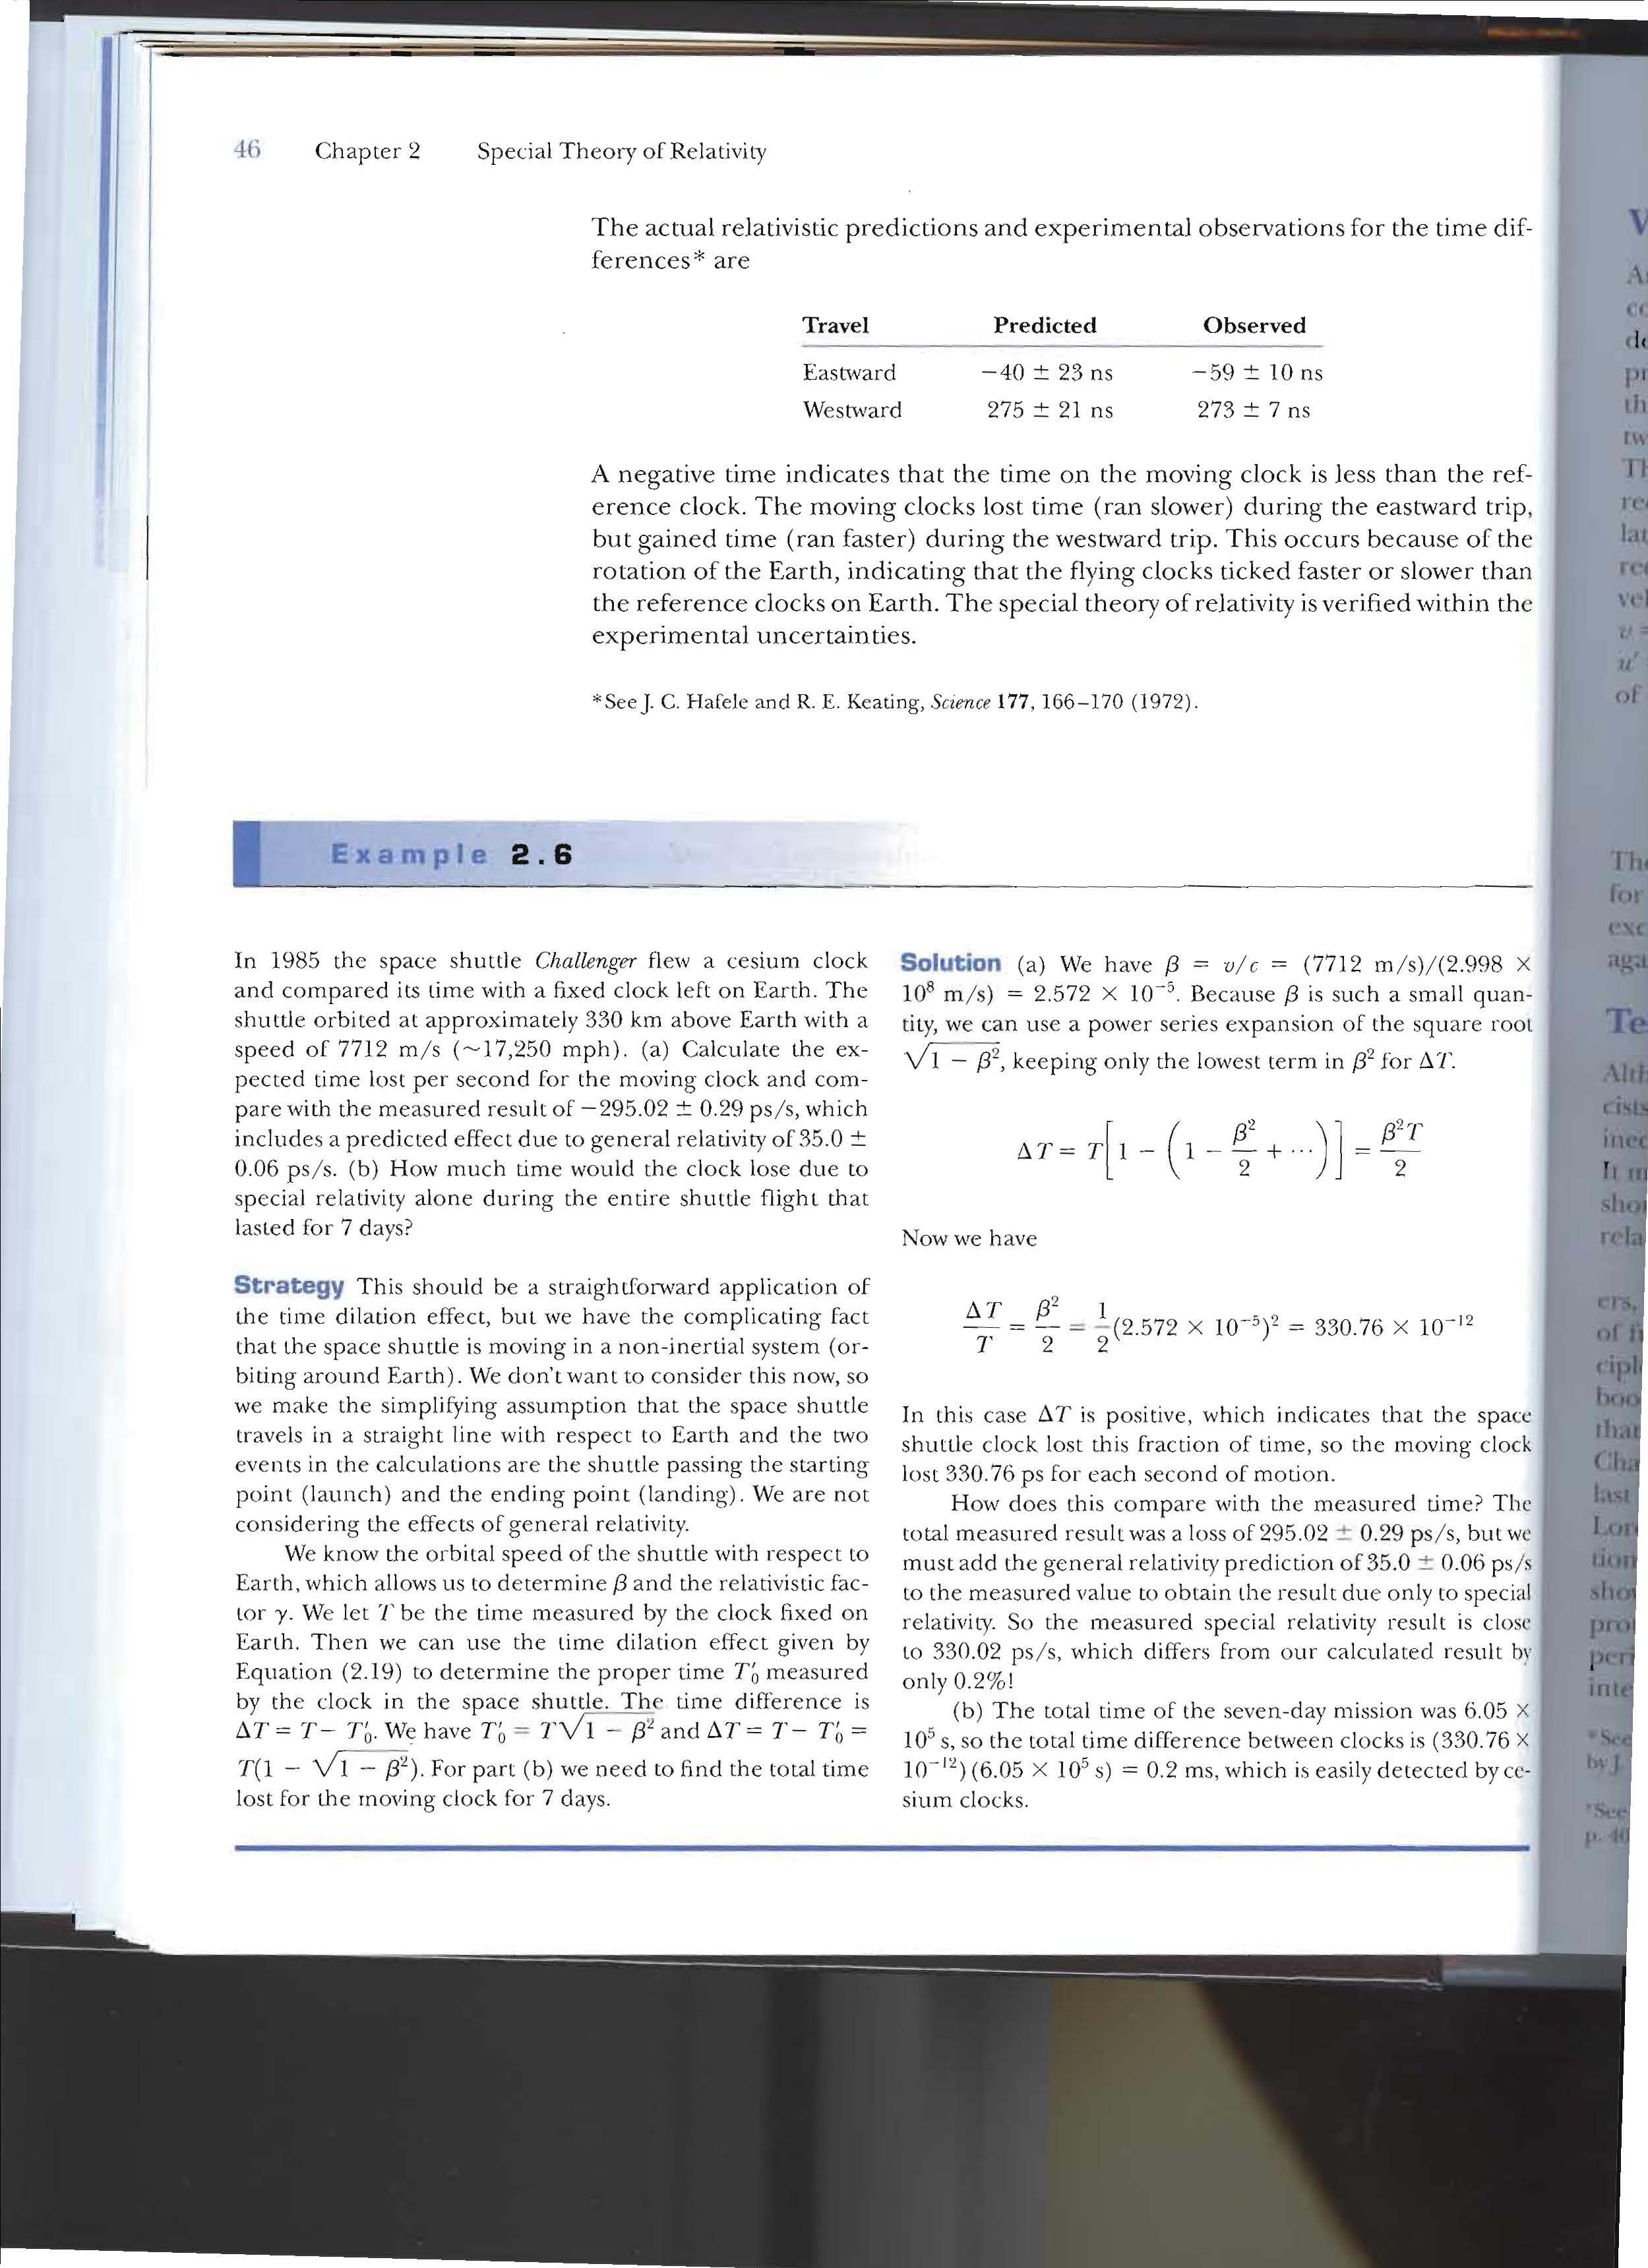 46 Chapter 2 Special Theory of Relativity
The actual relativistic predictions and experimental observations for the time dif-
ferences* are
Travel Predicted Observed
Eastward −40 ± 23 ns −59 ± 10 ns
Westward 275 ± 21 ns 273 ± 7 ns
A negative time indicates that the time on the moving clock is less than the ref-
erence clock. The moving clocks lost time (ran slower) during the eastward trip,
but gained time (ran faster) during the westward trip. This occurs because of the
rotation of the Earth, indicating that the flying clocks ticked faster or slower than
the reference clocks on Earth. The special theory of relativity is verified within the
experimental uncertainties.
*See J. C. Hafele and R. E. Keating, Science 177, 166–170 (1972).
Example 2.6
In 1985 the space shuttle Challenger flew a cesium clock
and compared its time with a fixed clock left on Earth. The
shuttle orbited at approximately 330 km above Earth with a
speed of 7712 m/s (~17,250 mph). (a) Calculate the ex-
pected time lost per second for the moving clock and com-
pare with the measured result of −295.02 ± 0.29 ps/s, which
includes a predicted effect due to general relativity of 35.0 ±
0.06 ps/s. (b) How much time would the clock lose due to
special relativity alone during the entire shuttle flight that
lasted for 7 days?
Strategy This should be a straightforward application of
the time dilation effect, but we have the complicating fact
that the space shuttle is moving in a non-inertial system (or-
biting around Earth). We don't want to consider this now, so
we make the simplifying assumption that the space shuttle
travels in a straight line with respect to Earth and the two
events in the calculations are the shuttle passing the starting
point (launch) and the ending point (landing). We are not
considering the effects of general relativity.
We know the orbital speed of the shuttle with respect to
Earth, which allows us to determine β and the relativistic fac-
tor γ. We let T be the time measured by the clock fixed on
Earth. Then we can use the time dilation effect given by
Equation (2.19) to determine the proper time T′₀ measured
by the clock in the space shuttle. The time difference is
ΔT = T − T′₀. We have T′₀ = T√(1 − β²) and ΔT = T − T′₀ =
T(1 − √(1 − β²)). For part (b) we need to find the total time
lost for the moving clock for 7 days.
Solution (a) We have β = v/c = (7712 m/s)/(2.998 ×
10⁸ m/s) = 2.572 × 10⁻⁵. Because β is such a small quan-
tity, we can use a power series expansion of the square root
√(1 − β²), keeping only the lowest term in β² for ΔT.
ΔT = T[1 − (1 − β²/2 + ···)] = β²T/2
Now we have
ΔT/T = β²/2 = 1/2(2.572 × 10⁻⁵)² = 330.76 × 10⁻¹²
In this case ΔT is positive, which indicates that the space
shuttle clock lost this fraction of time, so the moving clock
lost 330.76 ps for each second of motion.
How does this compare with the measured time? The
total measured result was a loss of 295.02 ± 0.29 ps/s, but we
must add the general relativity prediction of 35.0 ± 0.06 ps/s
to the measured value to obtain the result due only to special
relativity. So the measured special relativity result is close
to 330.02 ps/s, which differs from our calculated result by
only 0.2%!
(b) The total time of the seven-day mission was 6.05 ×
10⁵ s, so the total time difference between clocks is (330.76 ×
10⁻¹²)(6.05 × 10⁵ s) = 0.2 ms, which is easily detected by ce-
sium clocks.